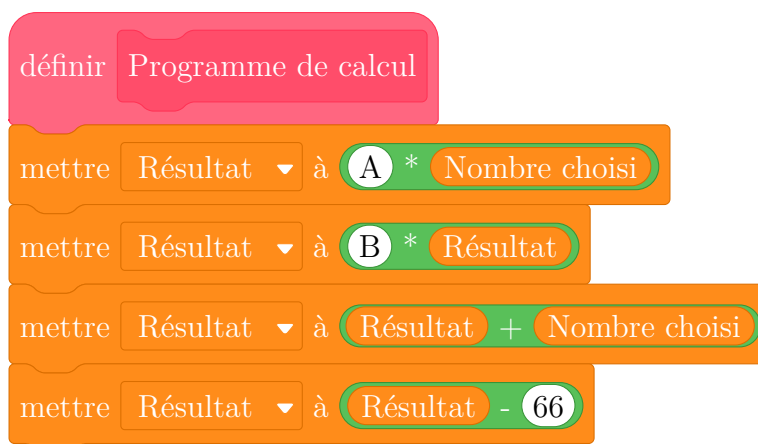 définir Programme de calcul
mettre Résultat à A * Nombre choisi
mettre Résultat à B * Résultat
mettre Résultat à Résultat + Nombre choisi
mettre Résultat à Résultat - 66